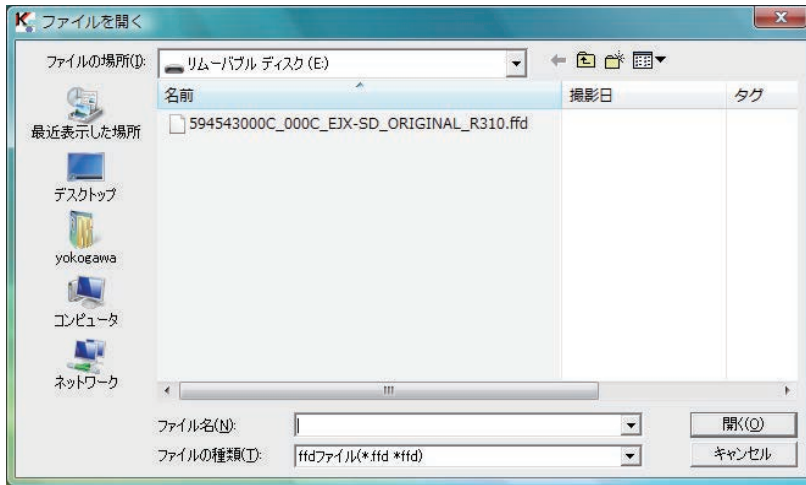 ファイルを開く
ファイルの場所(I):
リムーバブル ディスク (E:)
名前
撮影日
タグ
594543000C_000C_EJX-SD_ORIGINAL_R310.ffd
最近表示した場所
デスクトップ
yokogawa
コンピュータ
ネットワーク
ファイル名(N):
開く(O)
ファイルの種類(T):
ffdファイル(*.ffd *ffd)
キャンセル